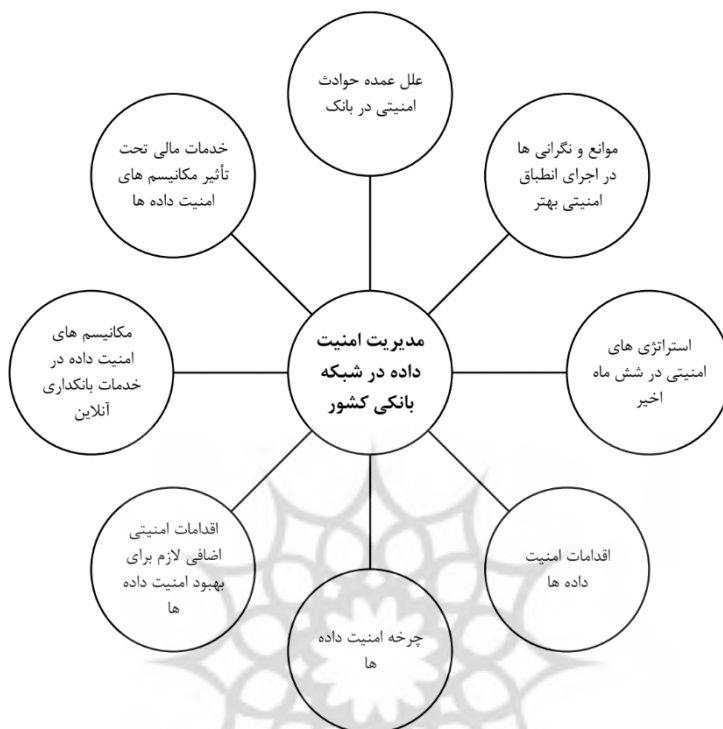 علل عمده حوادث
امنیتی در بانک
موانع و نگرانی ها
در اجرای انطباق
امنیتی بهتر
استراتژی های
امنیتی در شش ماه
اخیر
اقدامات امنیت
داده ها
چرخه امنیت داده
ها
اقدامات امنیتی
اضافی لازم برای
بهبود امنیت داده
ها
مکانیسم های
امنیت داده در
خدمات بانکداری
آنلاین
خدمات مالی تحت
تأثیر مکانیسم های
امنیت داده ها
مدیریت امنیت
داده در شبکه
بانکی کشور